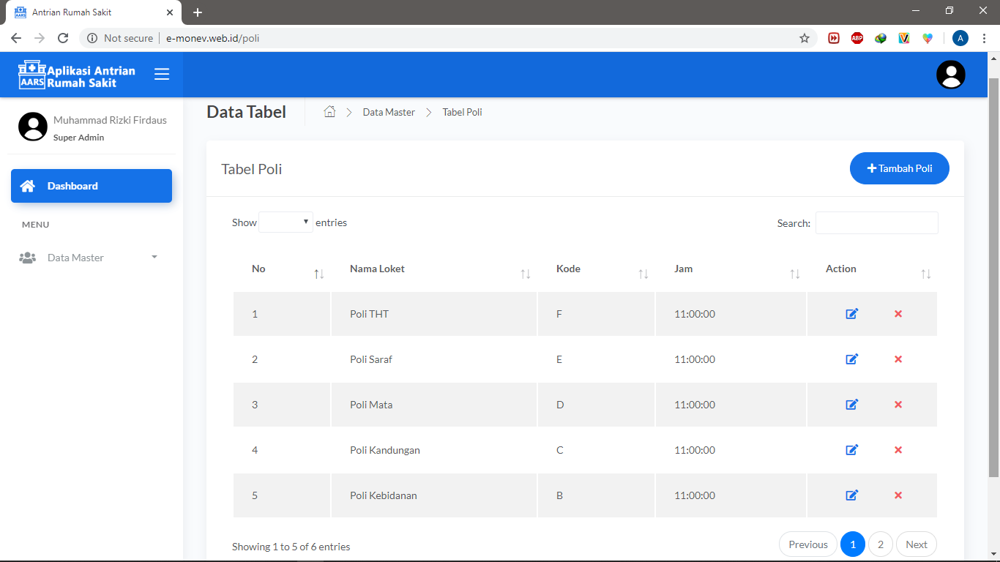 Antrian Rumah Sakit
Not secure | e-monev.web.id/poli
ABP
A
AARS
Aplikasi Antrian
Rumah Sakit
Muhammad Rizki Firdaus
Super Admin
Dashboard
MENU
Data Master
Data Tabel
Data Master
Tabel Poli
Tabel Poli
Tambah Poli
Show entries
Search:
No Nama Loket Kode Jam Action
1 Poli THT F 11:00:00
2 Poli Saraf E 11:00:00
3 Poli Mata D 11:00:00
4 Poli Kandungan C 11:00:00
5 Poli Kebidanan B 11:00:00
Showing 1 to 5 of 6 entries
Previous 1 2 Next